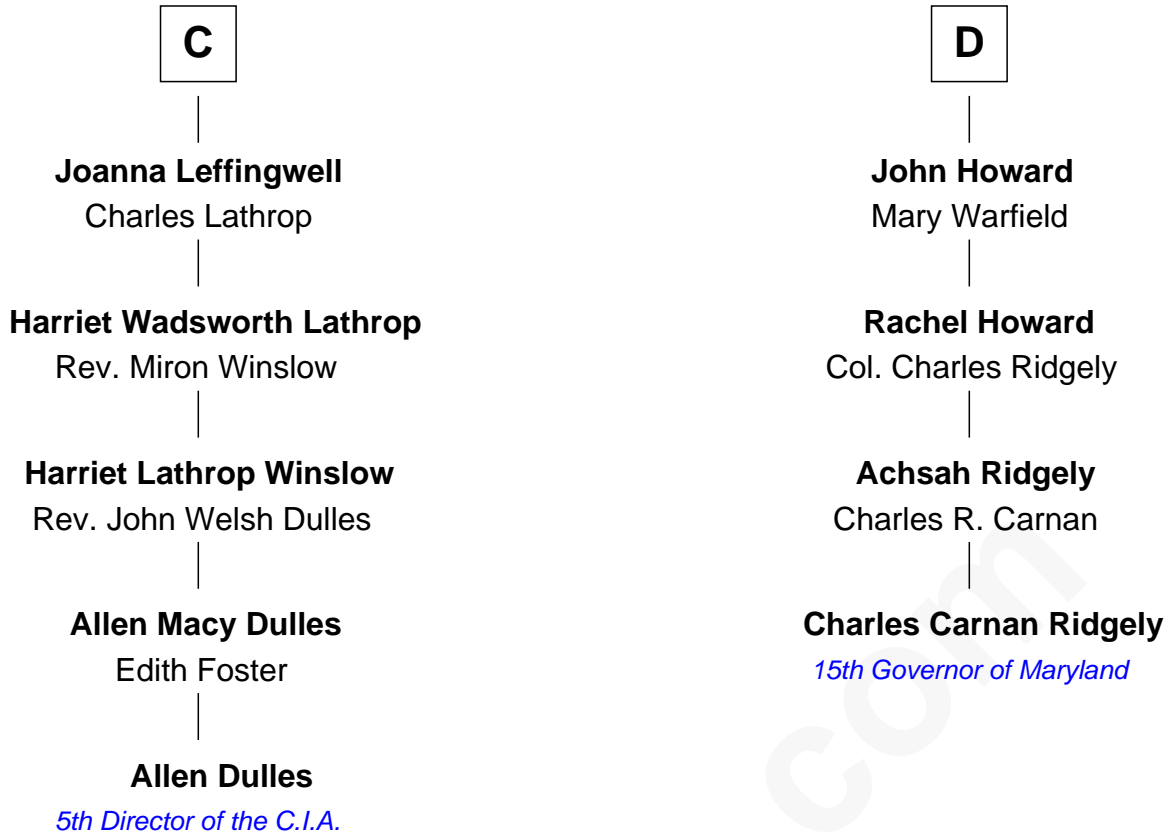 C
Joanna Leffingwell
Charles Lathrop
Harriet Wadsworth Lathrop
Rev. Miron Winslow
Harriet Lathrop Winslow
Rev. John Welsh Dulles
Allen Macy Dulles
Edith Foster
Allen Dulles
5th Director of the C.I.A.
D
John Howard
Mary Warfield
Rachel Howard
Col. Charles Ridgely
Achsah Ridgely
Charles R. Carnan
Charles Carnan Ridgely
15th Governor of Maryland
com